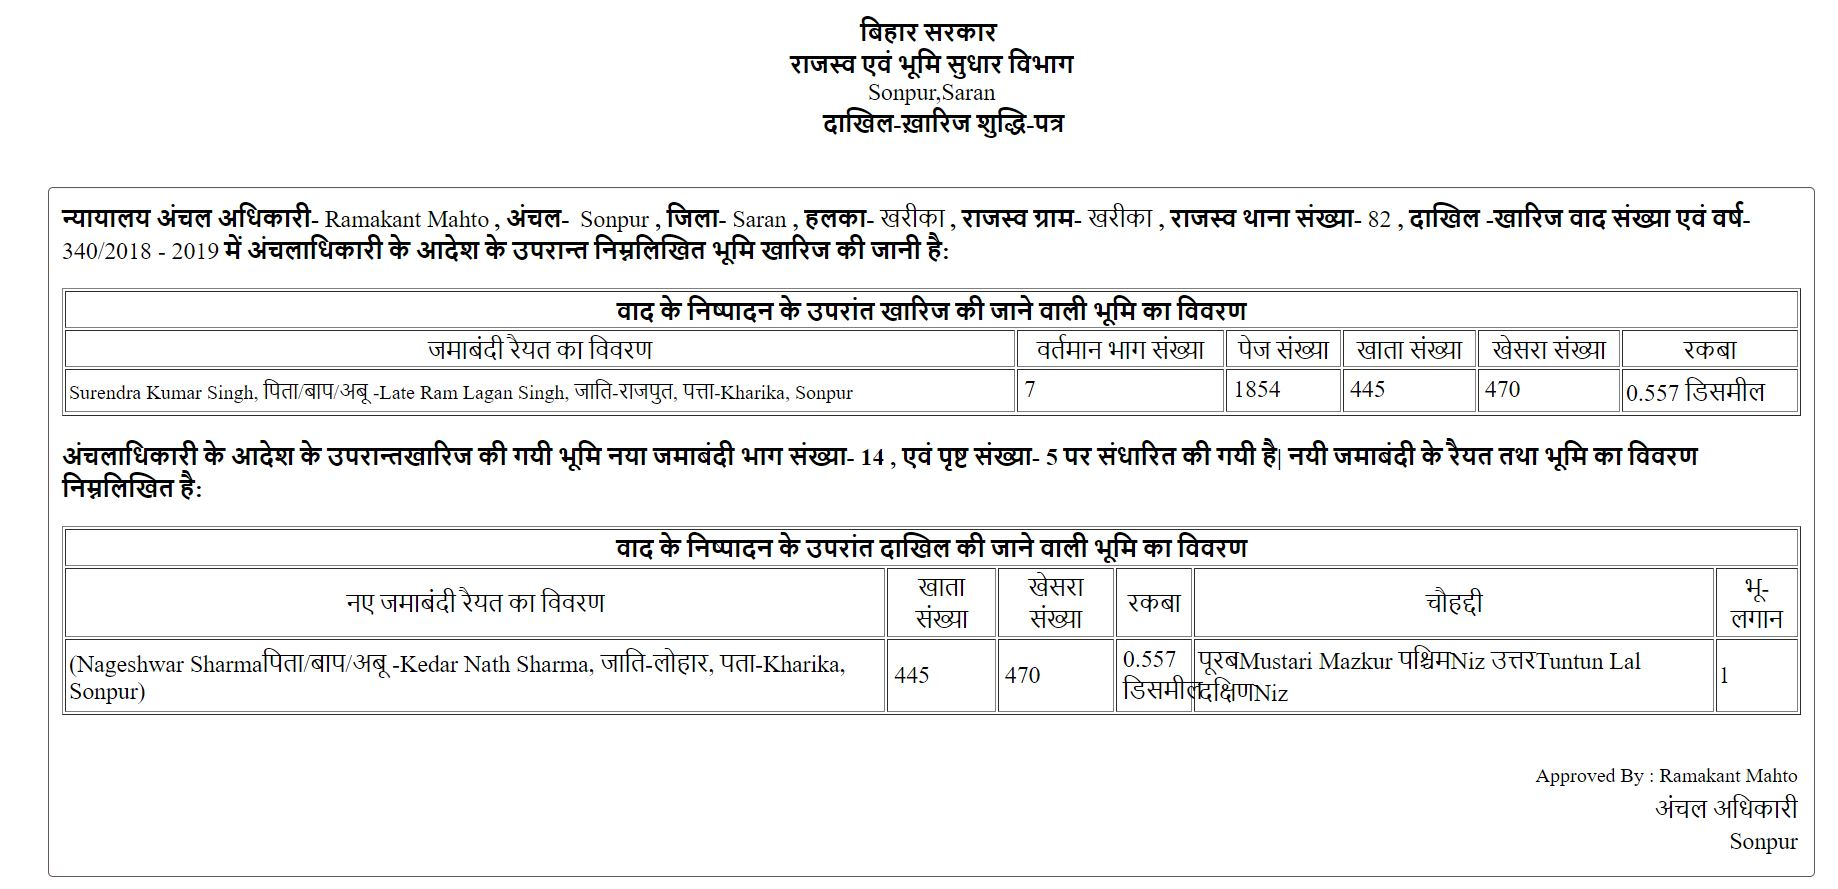 बिहार सरकार
राजस्व एवं भूमि सुधार विभाग
Sonpur,Saran
दाखिल-ख़ारिज शुद्धि-पत्र
न्यायालय अंचल अधिकारी- Ramakant Mahto , अंचल- Sonpur , जिला- Saran , हलका- खरीका , राजस्व ग्राम- खरीका , राजस्व थाना संख्या- 82 , दाखिल -खारिज वाद संख्या एवं वर्ष-
340/2018 - 2019 में अंचलाधिकारी के आदेश के उपरान्त निम्नलिखित भूमि खारिज की जानी है:
वाद के निष्पादन के उपरांत खारिज की जाने वाली भूमि का विवरण
जमाबंदी रैयत का विवरण वर्तमान भाग संख्या पेज संख्या खाता संख्या खेसरा संख्या रकबा
Surendra Kumar Singh, पिता/बाप/अबू -Late Ram Lagan Singh, जाति-राजपुत, पत्ता-Kharika, Sonpur 7 1854 445 470 0.557 डिसमील
अंचलाधिकारी के आदेश के उपरान्तखारिज की गयी भूमि नया जमाबंदी भाग संख्या- 14 , एवं पृष्ट संख्या- 5 पर संधारित की गयी है| नयी जमाबंदी के रैयत तथा भूमि का विवरण
निम्नलिखित है:
वाद के निष्पादन के उपरांत दाखिल की जाने वाली भूमि का विवरण
नए जमाबंदी रैयत का विवरण खाता संख्या खेसरा संख्या रकबा चौहद्दी भू-लगान
(Nageshwar Sharmaपिता/बाप/अबू -Kedar Nath Sharma, जाति-लोहार, पता-Kharika, 445 470 0.557 पूरबMustari Mazkur पश्चिमNiz उत्तरTuntun Lal 1
Sonpur) डिसमील दक्षिणNiz
Approved By : Ramakant Mahto
अंचल अधिकारी
Sonpur